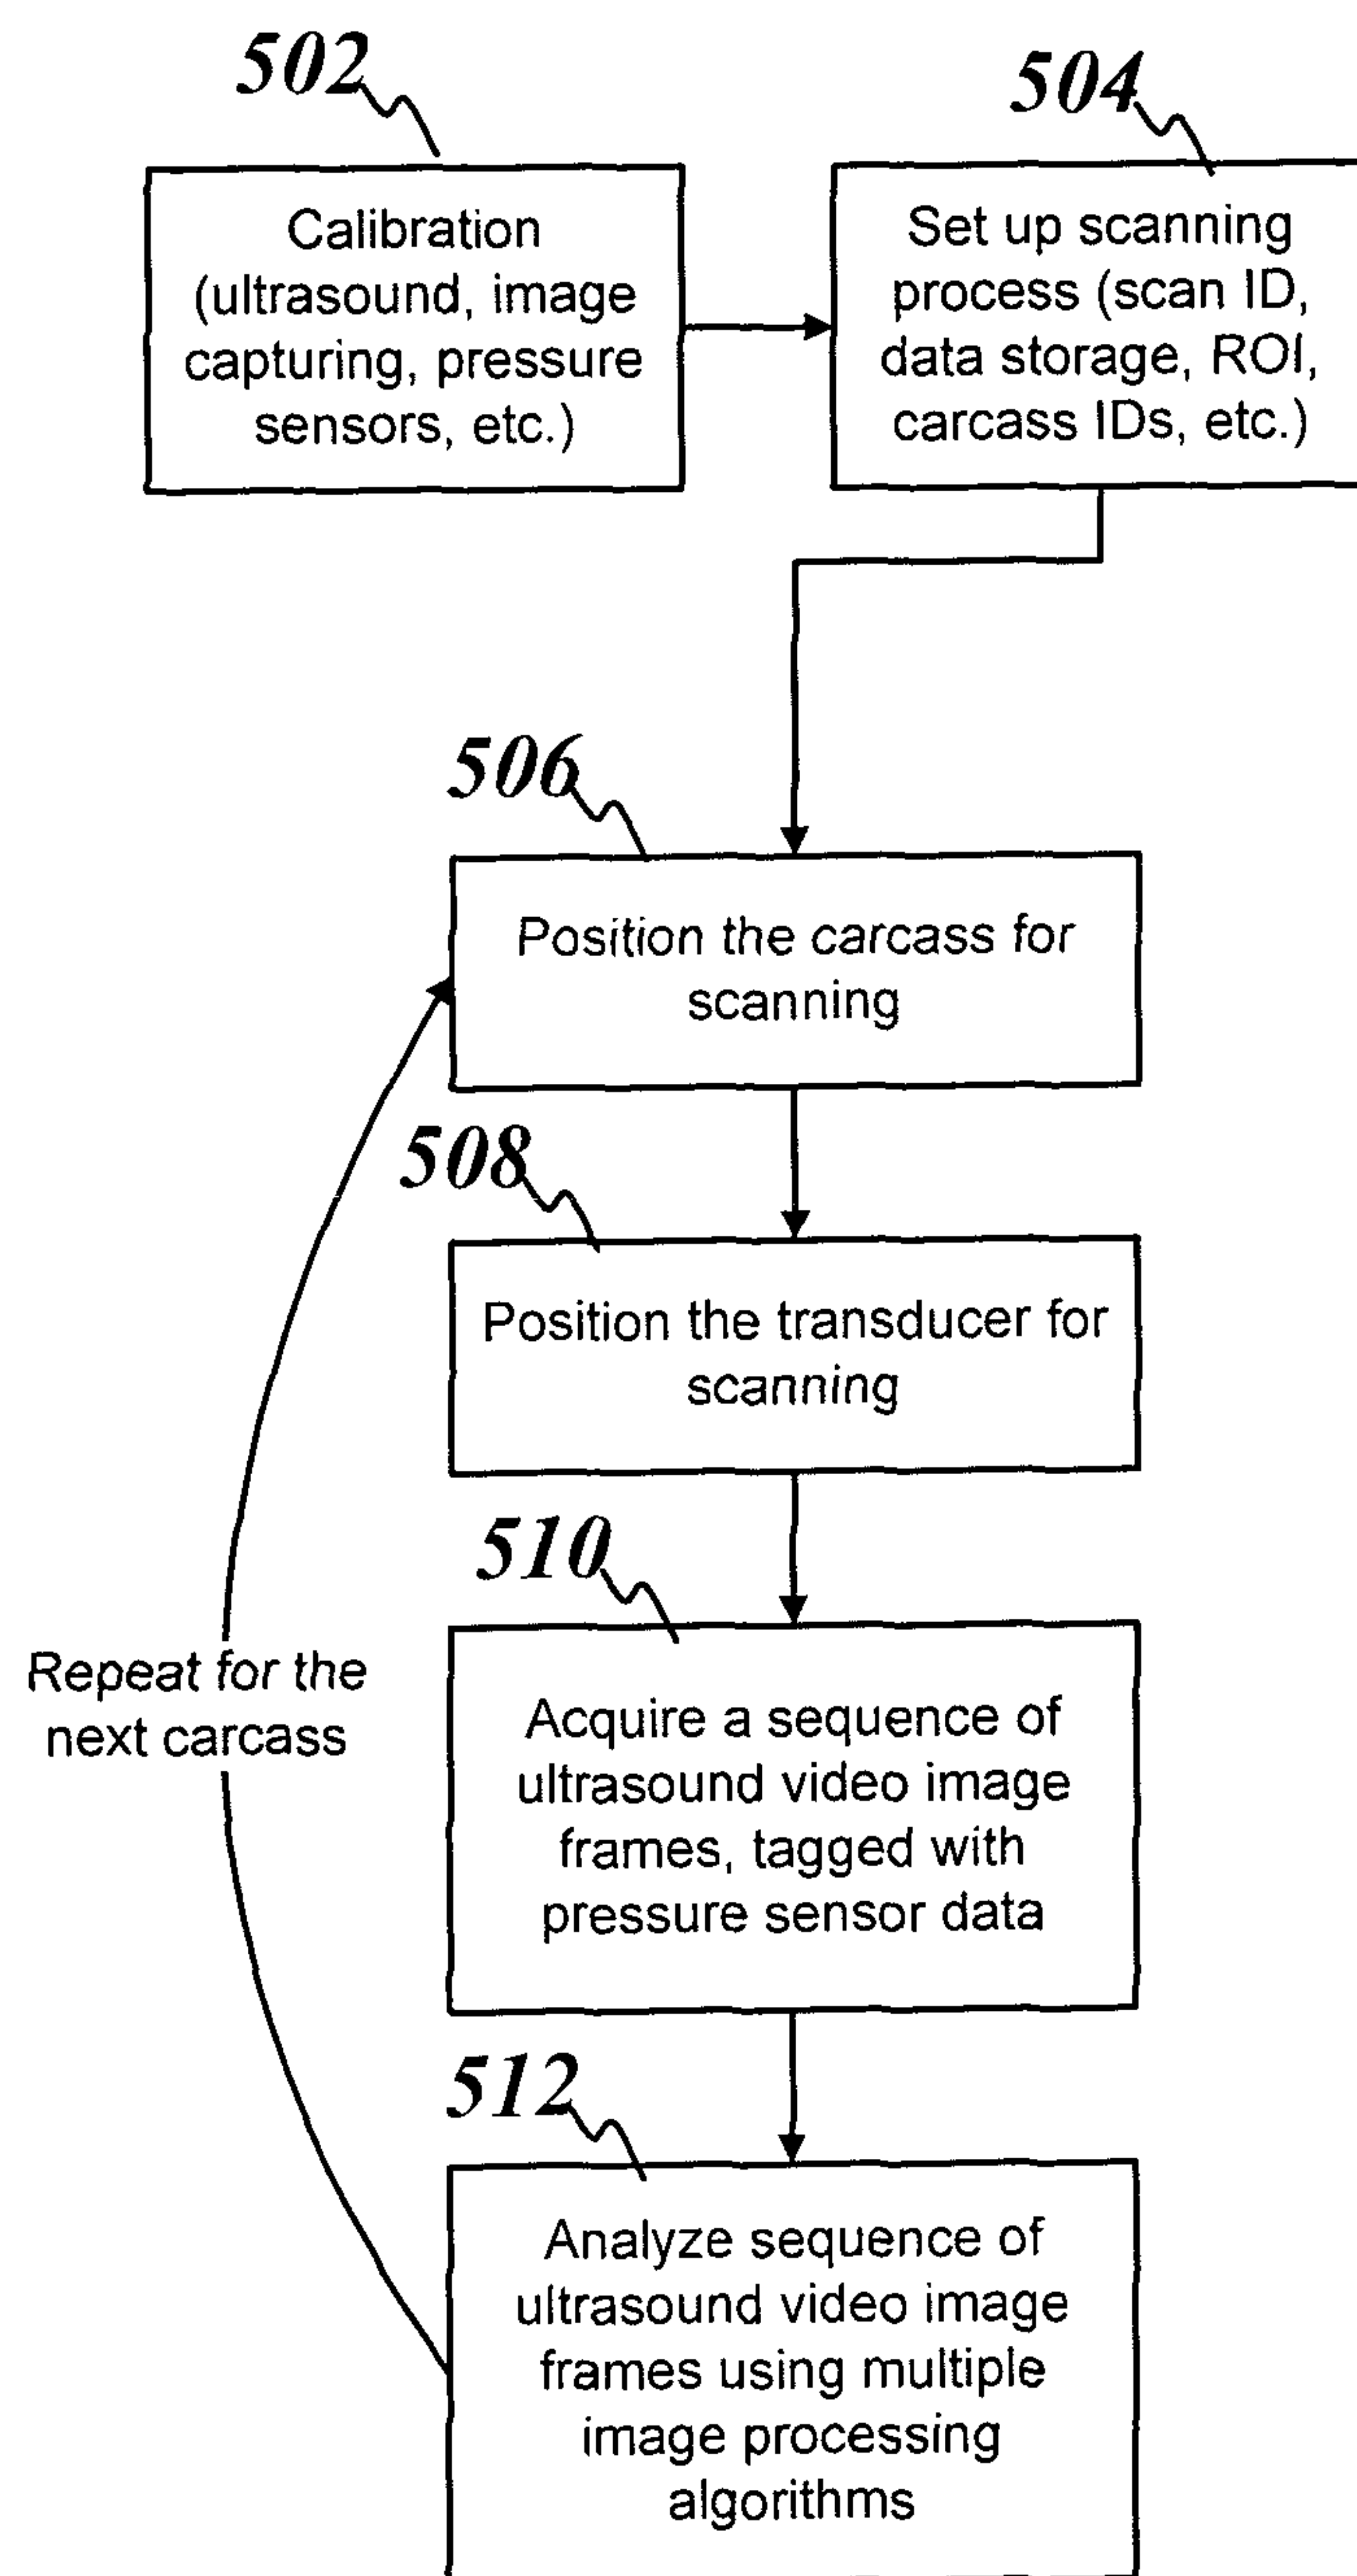 502
Calibration
(ultrasound, image
capturing, pressure
sensors, etc.)
504
Set up scanning
process (scan ID,
data storage, ROI,
carcass IDs, etc.)
506
Position the carcass for
scanning
508
Position the transducer for
scanning
510
Acquire a sequence of
ultrasound video image
frames, tagged with
pressure sensor data
Repeat for the
next carcass
512
Analyze sequence of
ultrasound video image
frames using multiple
image processing
algorithms